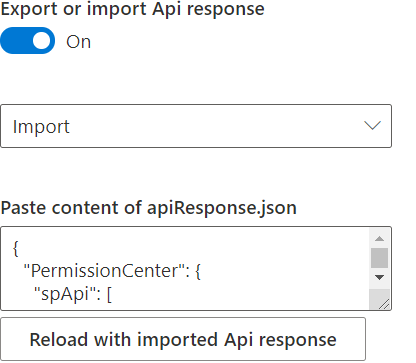 Export or import Api response
On
Import
Paste content of apiResponse.json
{
"PermissionCenter": {
"spApi": [
Reload with imported Api response